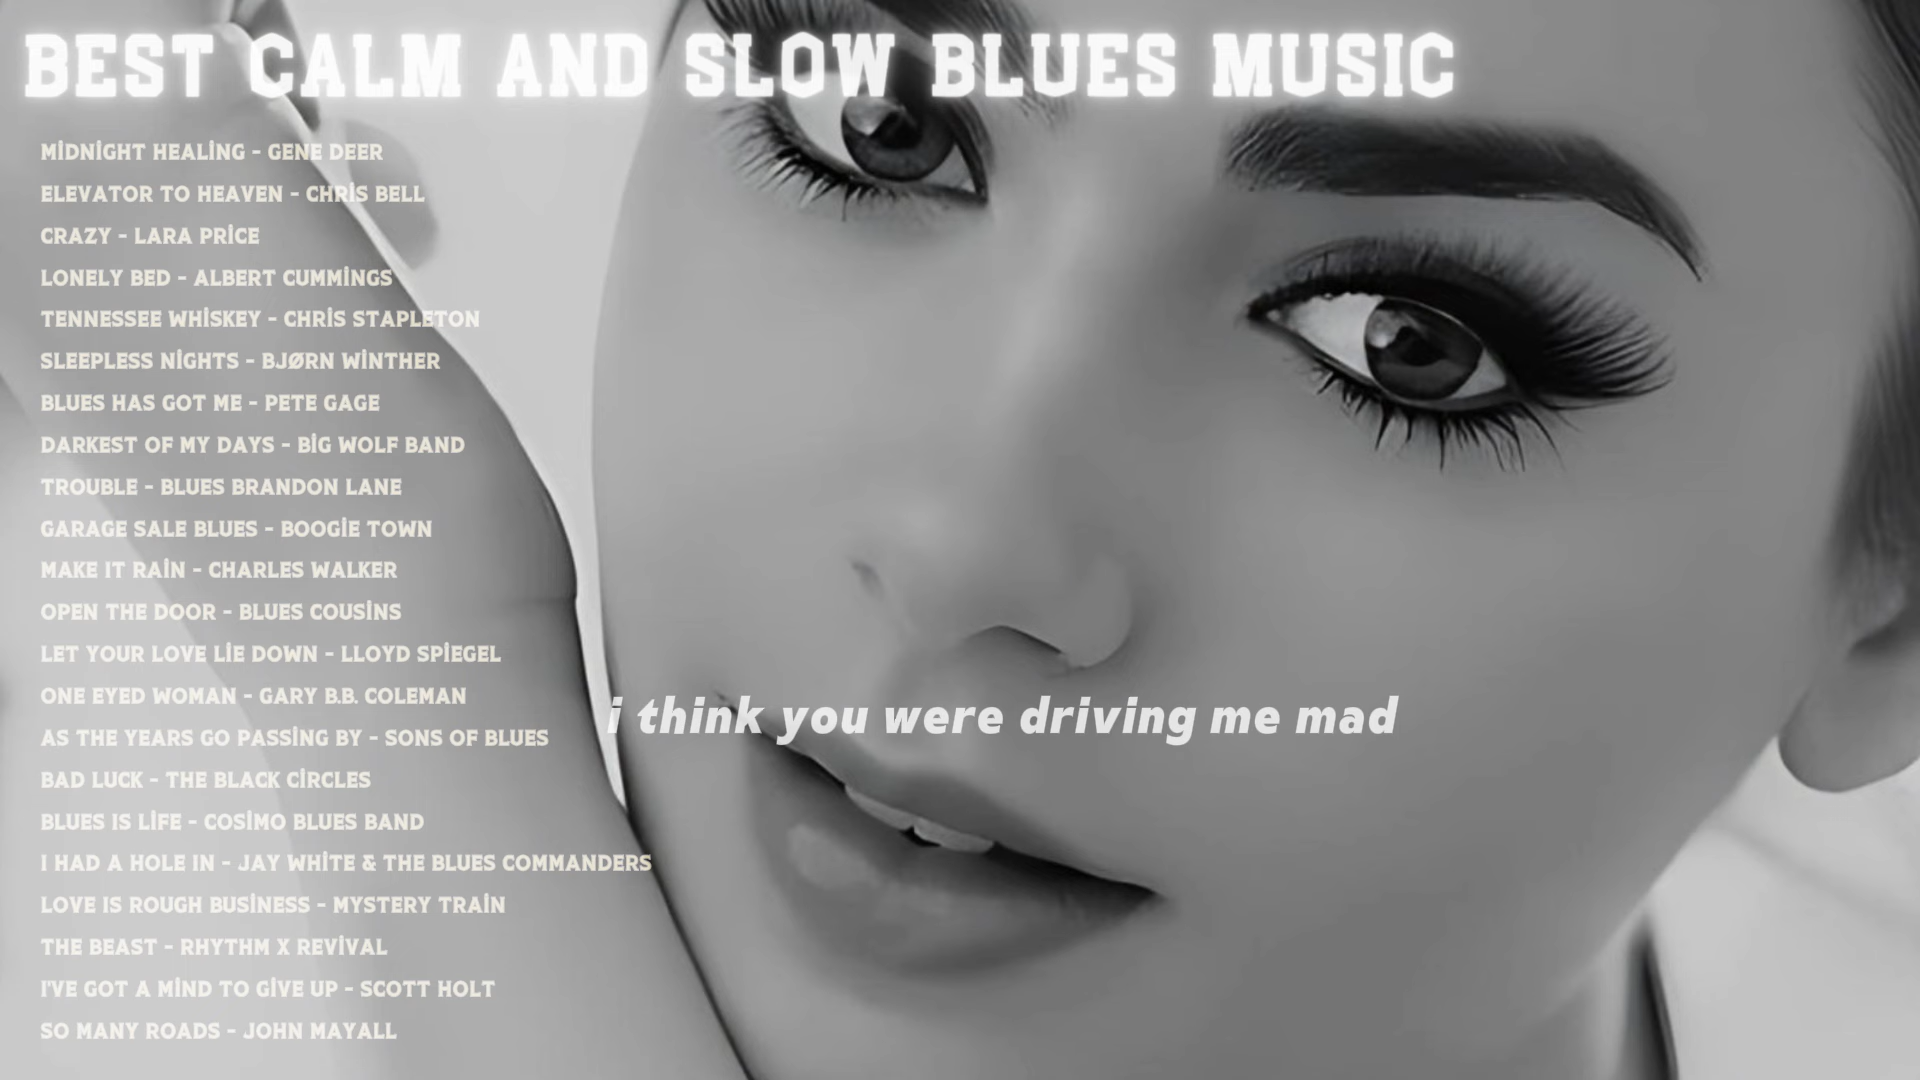 BEST CALM AND SLOW BLUES MUSIC
MIDNIGHT HEALING - GENE DEER
ELEVATOR TO HEAVEN - CHRIS BELL
CRAZY - LARA PRICE
LONELY BED - ALBERT CUMMINGS
TENNESSEE WHISKEY - CHRIS STAPLETON
SLEEPLESS NIGHTS - BJØRN WINTHER
BLUES HAS GOT ME - PETE GAGE
DARKEST OF MY DAYS - BIG WOLF BAND
TROUBLE - BLUES BRANDON LANE
GARAGE SALE BLUES - BOOGIE TOWN
MAKE IT RAIN - CHARLES WALKER
OPEN THE DOOR - BLUES COUSINS
LET YOUR LOVE LIE DOWN - LLOYD SPIEGEL
ONE EYED WOMAN - GARY B.B. COLEMAN
i think you were driving me mad
AS THE YEARS GO PASSING BY - SONS OF BLUES
BAD LUCK - THE BLACK CIRCLES
BLUES IS LIFE - COSIMO BLUES BAND
I HAD A HOLE IN - JAY WHITE & THE BLUES COMMANDERS
LOVE IS ROUGH BUSINESS - MYSTERY TRAIN
THE BEAST - RHYTHM X REVIVAL
I'VE GOT A MIND TO GIVE UP - SCOTT HOLT
SO MANY ROADS - JOHN MAYALL